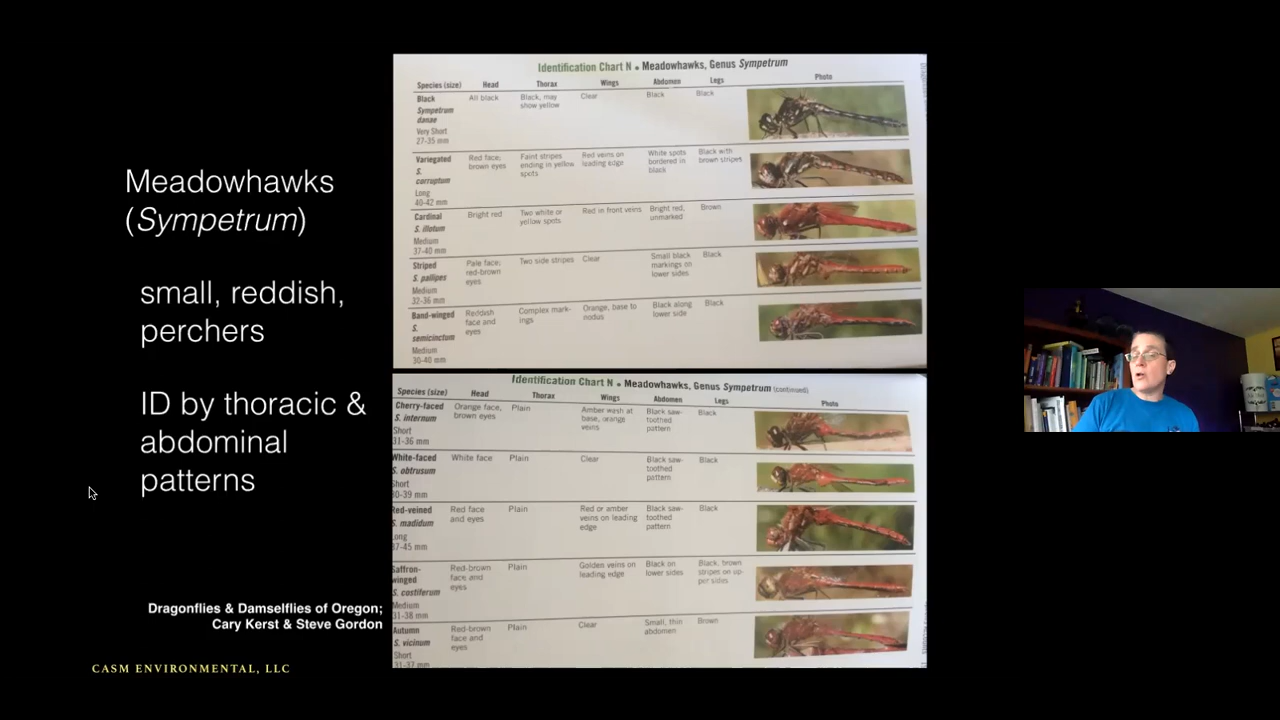 Meadowhawks
(Sympetrum)
small, reddish,
perchers
ID by thoracic &
abdominal
patterns
Dragonflies & Damselflies of Oregon;
Cary Kerst & Steve Gordon
CASM ENVIRONMENTAL, LLC
Identification Chart N • Meadowhawks, Genus Sympetrum
Species (size) Head Thorax Wings Abdomen Legs Photo
Black All black Black, may Clear Black Black
Sympetrum show yellow
danae
Very Short
27-35 mm
Variegated Red face; Faint stripes Red veins on White spots Black with
S. brown eyes ending in yellow leading edge bordered in brown stripes
corruptum spots black
Long
40-42 mm
Cardinal Bright red Two white or Red in front veins Bright red, Brown
S. illotum yellow spots unmarked
Medium
37-40 mm
Striped Pale face; Two side stripes Clear Small black Black
S. pallipes red-brown markings on
Medium eyes lower sides
32-36 mm
Band-winged Reddish Complex mark- Orange, base to Black along Black
S. face and ings nodus lower side
semicinctum eyes
Medium
30-40 mm
Identification Chart N • Meadowhawks, Genus Sympetrum (continued)
Species (size) Head Thorax Wings Abdomen Legs Photo
Cherry-faced Orange face, Plain Amber wash at Black saw- Black
S. internum brown eyes base, orange toothed
Short veins pattern
31-36 mm
White-faced White face Plain Clear Black saw- Black
S. obtrusum toothed
Short pattern
30-39 mm
Red-veined Red face Plain Red or amber Black saw- Black
S. madidum and eyes veins on leading toothed
Long edge pattern
37-45 mm
Saffron- Red-brown Plain Golden veins on Black on Black, brown
winged face and leading edge lower sides stripes on up-
S. costiferum eyes per sides
Medium
31-38 mm
Autumn Red-brown Plain Clear Small, thin Brown
S. vicinum face and abdomen
Short eyes
31-37 mm